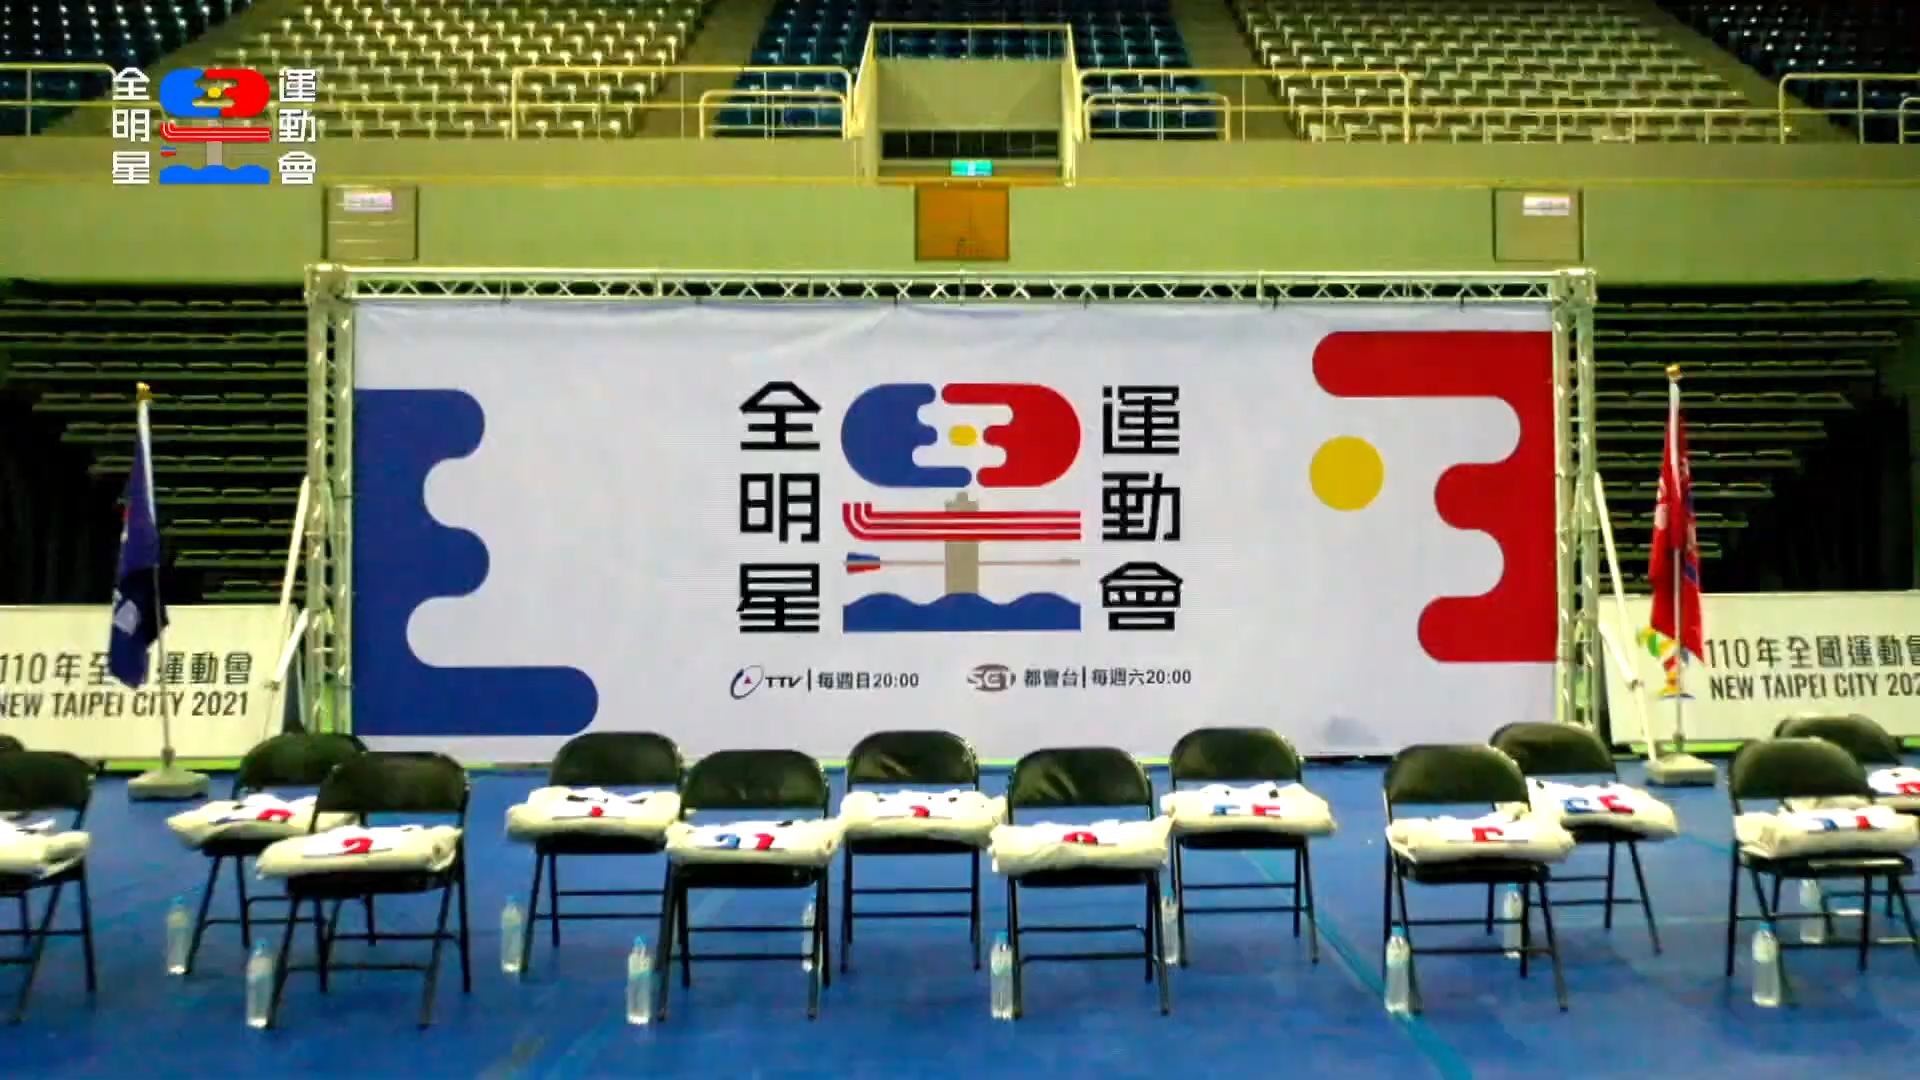 全明星
運動會
全明星
運動會
TTV 每週日20:00
SET 都會台 每週六20:00
110年全國運動會
NEW TAIPEI CITY 2021
110年全國運動會
NEW TAIPEI CITY 202